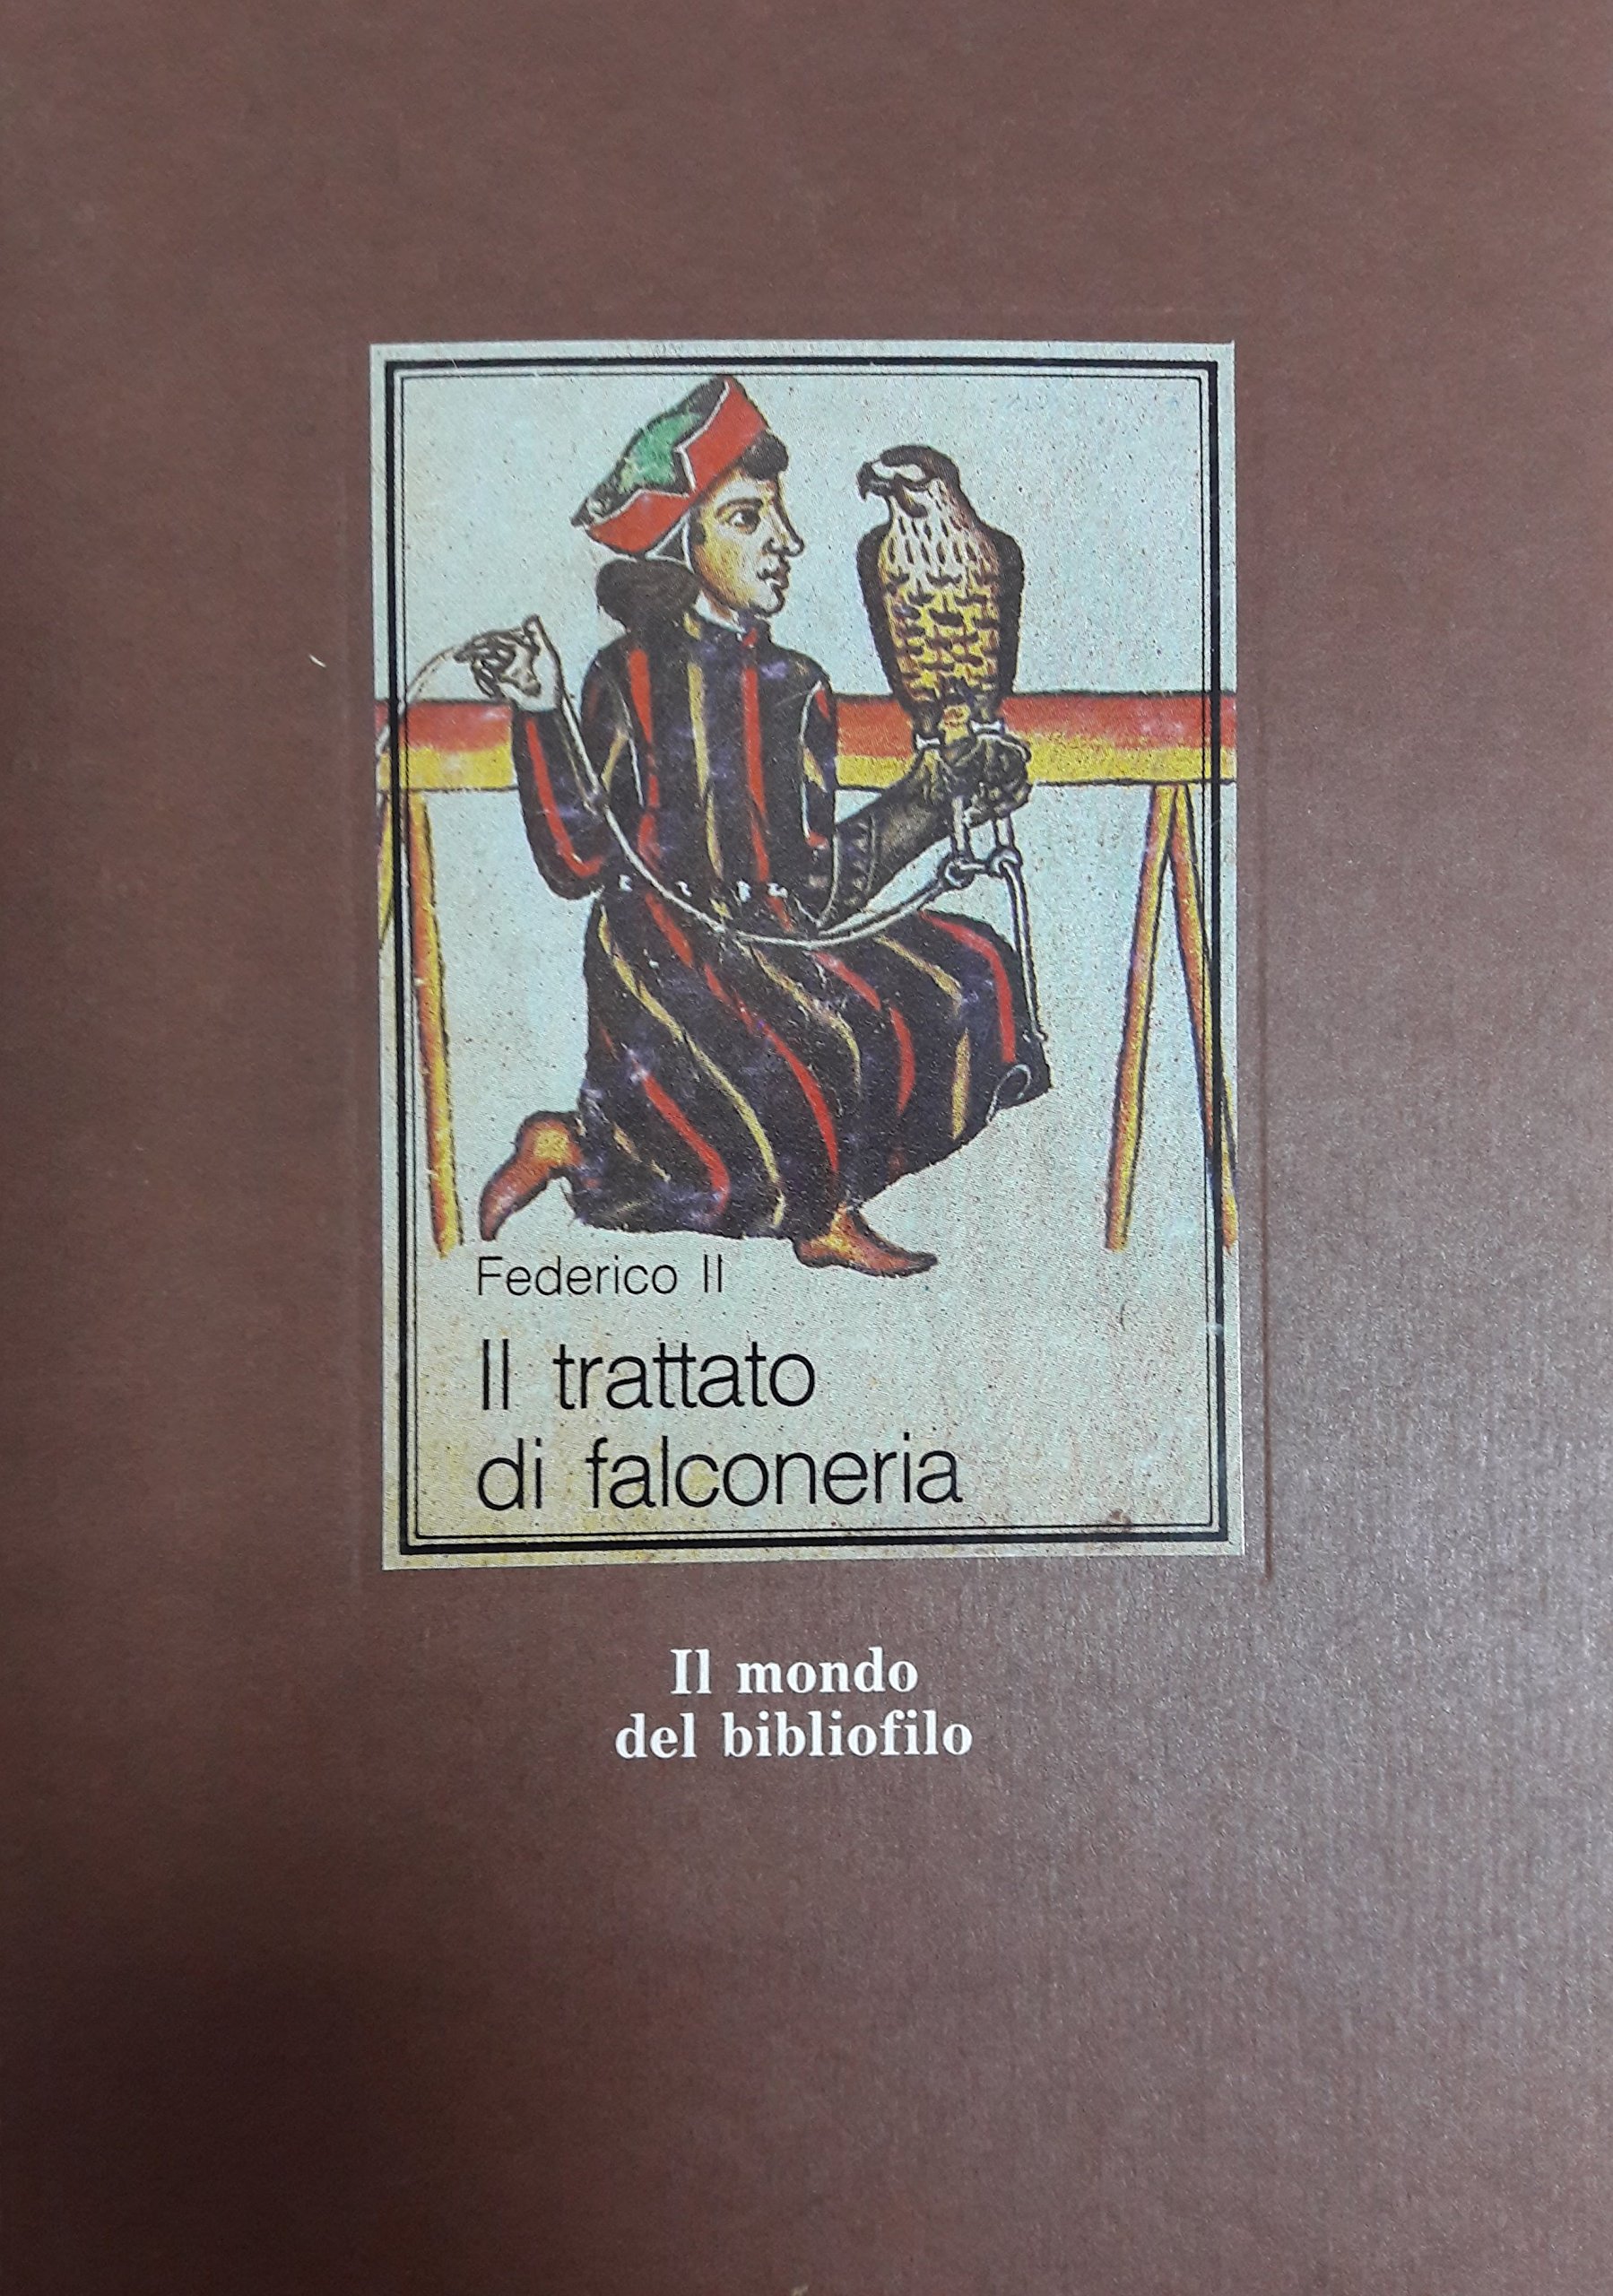 Federico II
Il trattato
di falconeria
Il mondo
del bibliofilo